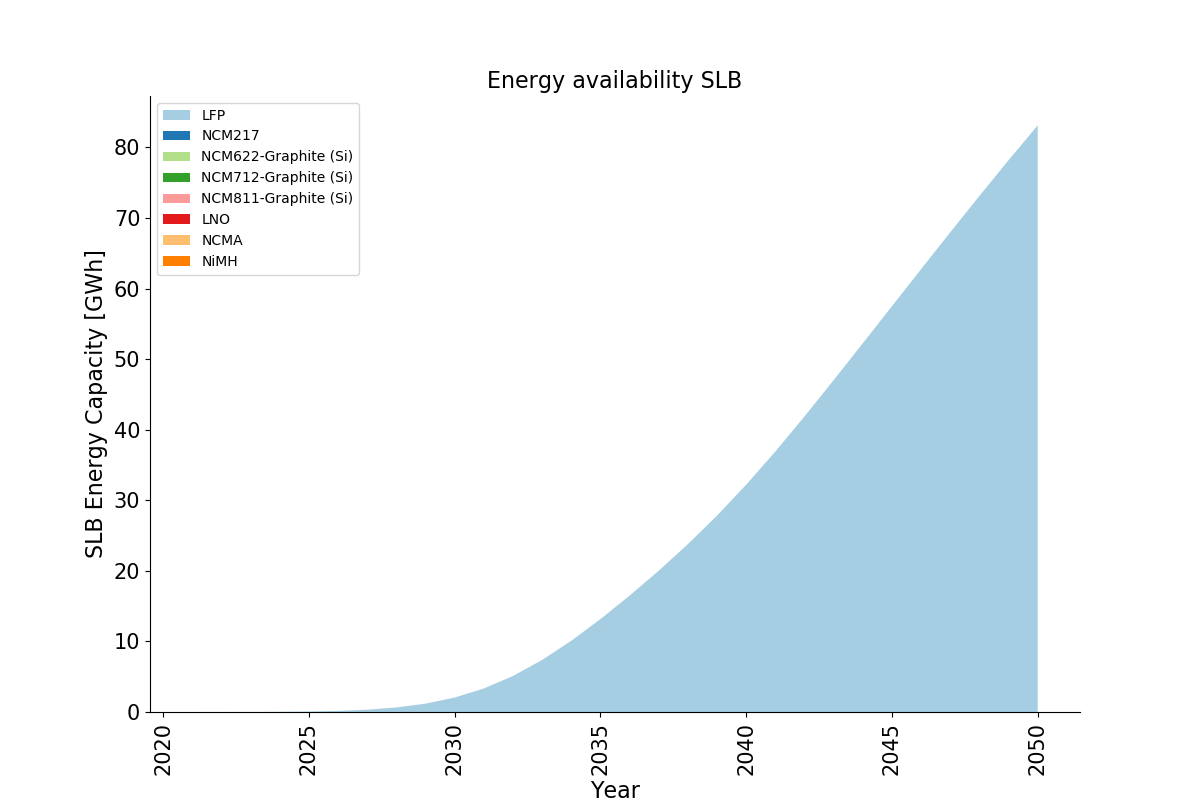 Energy availability SLB
LFP
NCM217
NCM622-Graphite (Si)
NCM712-Graphite (Si)
NCM811-Graphite (Si)
LNO
NCMA
NiMH
SLB Energy Capacity [GWh]
80
70
60
50
40
30
20
10
0
2020
2025
2030
2035
2040
2045
2050
Year